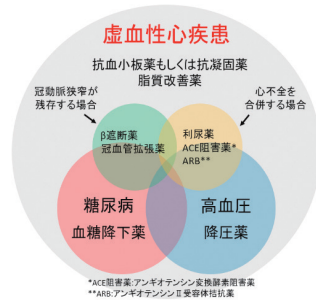 虚血性心疾患
抗血小板薬もしくは抗凝固薬
脂質改善薬
冠動脈狭窄が
残存する場合
心不全を
合併する場合
β遮断薬
冠血管拡張薬
利尿薬
ACE阻害薬*
ARB**
糖尿病
血糖降下薬
高血圧
降圧薬
*ACE阻害薬:アンギオテンシン変換酵素阻害薬
**ARB:アンギオテンシンⅡ受容体拮抗薬